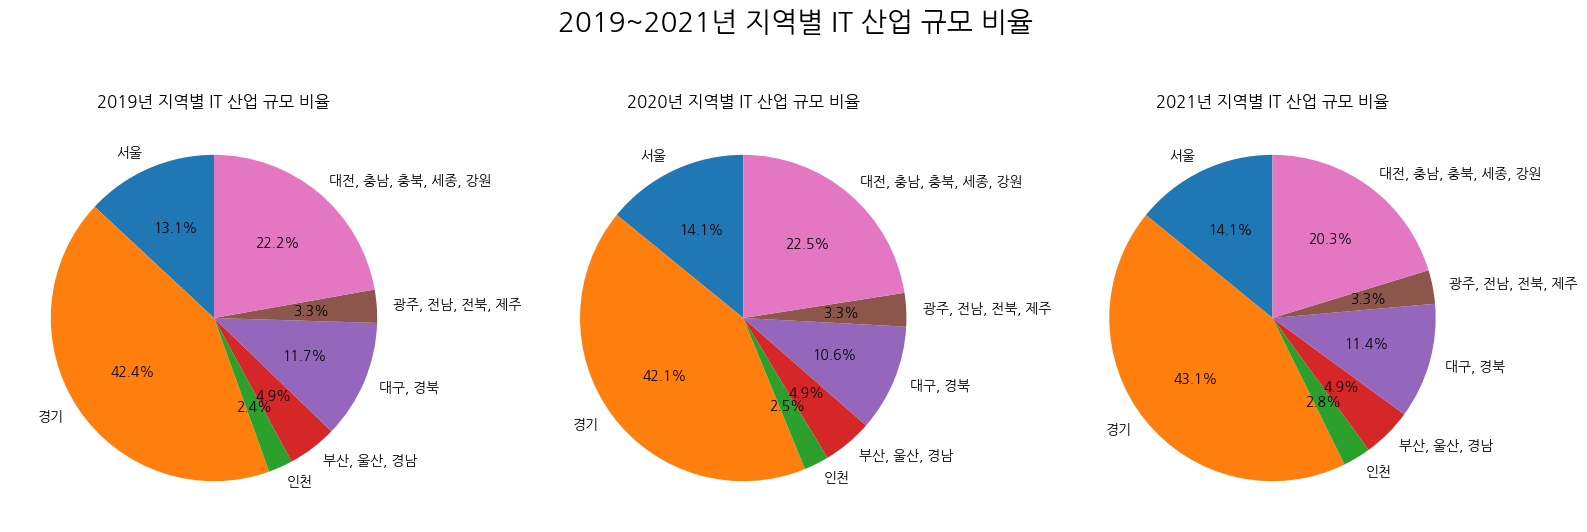 2019~2021년 지역별 IT 산업 규모 비율
2019년 지역별 IT 산업 규모 비율
서울
13.1%
경기
42.4%
인천
2.4%
부산, 울산, 경남
4.9%
대구, 경북
11.7%
광주, 전남, 전북, 제주
3.3%
대전, 충남, 충북, 세종, 강원
22.2%
2020년 지역별 IT 산업 규모 비율
서울
14.1%
경기
42.1%
인천
2.5%
부산, 울산, 경남
4.9%
대구, 경북
10.6%
광주, 전남, 전북, 제주
3.3%
대전, 충남, 충북, 세종, 강원
22.5%
2021년 지역별 IT 산업 규모 비율
서울
14.1%
경기
43.1%
인천
2.8%
부산, 울산, 경남
4.9%
대구, 경북
11.4%
광주, 전남, 전북, 제주
3.3%
대전, 충남, 충북, 세종, 강원
20.3%